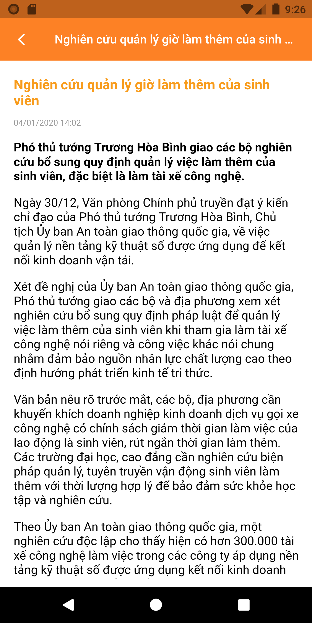 9:26
Nghiên cứu quản lý giờ làm thêm của sinh ...
Nghiên cứu quản lý giờ làm thêm của sinh
viên
04/01/2020 14:02
Phó thủ tướng Trương Hòa Bình giao các bộ nghiên
cứu bổ sung quy định quản lý việc làm thêm của
sinh viên, đặc biệt là làm tài xế công nghệ.
Ngày 30/12, Văn phòng Chính phủ truyền đạt ý kiến
chỉ đạo của Phó thủ tướng Trương Hòa Bình, Chủ
tịch Ủy ban An toàn giao thông quốc gia, về việc
quản lý nền tảng kỹ thuật số được ứng dụng để kết
nối kinh doanh vận tải.
Xét đề nghị của Ủy ban An toàn giao thông quốc gia,
Phó thủ tướng giao các bộ và địa phương xem xét
nghiên cứu bổ sung quy định pháp luật để quản lý
việc làm thêm của sinh viên khi tham gia làm tài xế
công nghệ nói riêng và công việc khác nói chung
nhằm đảm bảo nguồn nhân lực chất lượng cao theo
định hướng phát triển kinh tế tri thức.
Văn bản nêu rõ trước mắt, các bộ, địa phương cần
khuyến khích doanh nghiệp kinh doanh dịch vụ gọi xe
công nghệ có chính sách giảm thời gian làm việc của
lao động là sinh viên, rút ngắn thời gian làm thêm.
Các trường đại học, cao đẳng cần nghiên cứu biện
pháp quản lý, tuyên truyền vận động sinh viên làm
thêm với thời lượng hợp lý để bảo đảm sức khỏe học
tập và nghiên cứu.
Theo Ủy ban An toàn giao thông quốc gia, một
nghiên cứu độc lập cho thấy hiện có hơn 300.000 tài
xế công nghệ làm việc trong các công ty áp dụng nền
tảng kỹ thuật số được ứng dụng kết nối kinh doanh